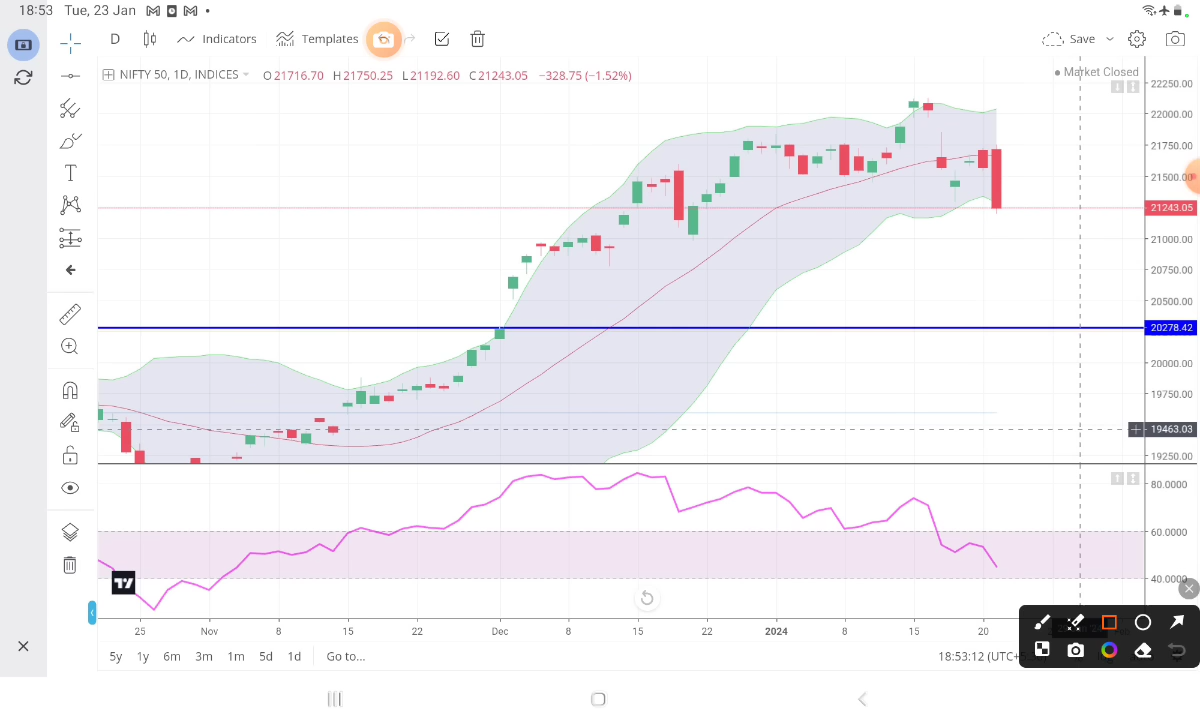 18:53 Tue, 23 Jan
D Indicators Templates Save
NIFTY 50, 1D, INDICES O21716.70 H21750.25 L21192.60 C21243.05 −328.75 (−1.52%)
Market Closed
22250.00
22000.00
21750.00
21500.00
21243.05
21000.00
20750.00
20500.00
20278.42
20000.00
19750.00
19463.03
19250.00
80.0000
60.0000
40.0000
25 Nov 8 15 22 Dec 8 15 22 2024 8 15 20
5y 1y 6m 3m 1m 5d 1d Go to...
18:53:12 (UTC+